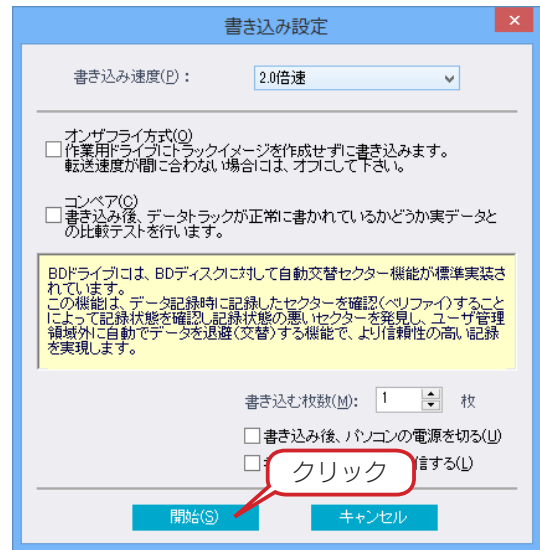 書き込み設定
書き込み速度(P): 2.0倍速
オンザフライ方式(O)
作業用ドライブにトラックイメージを作成せずに書き込みます。
転送速度が間に合わない場合には、オフにして下さい。
コンペア(C)
書き込み後、データトラックが正常に書かれているかどうか実データと
の比較テストを行います。
BDドライブには、BDディスクに対して自動交替セクター機能が標準実装さ
れています。
この機能は、データ記録時に記録したセクターを確認(ベリファイ)すること
によって記録状態を確認し記録状態の悪いセクターを発見し、ユーザ管理
領域外に自動でデータを退避(交替)する機能で、より信頼性の高い記録
を実現します。
書き込む枚数(M): 1 枚
書き込み後、パソコンの電源を切る(U)
信する(L)
クリック
開始(S) キャンセル